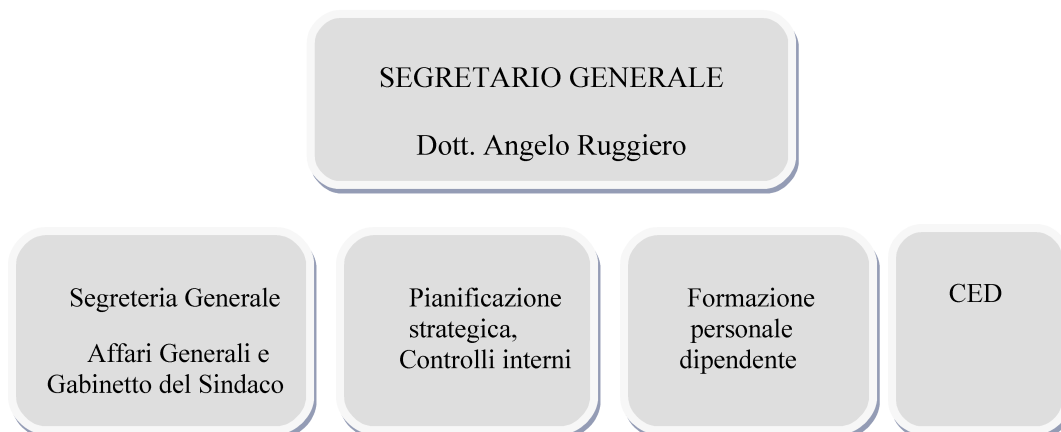 SEGRETARIO GENERALE
Dott. Angelo Ruggiero
Segreteria Generale
Affari Generali e
Gabinetto del Sindaco
Pianificazione
strategica,
Controlli interni
Formazione
personale
dipendente
CED